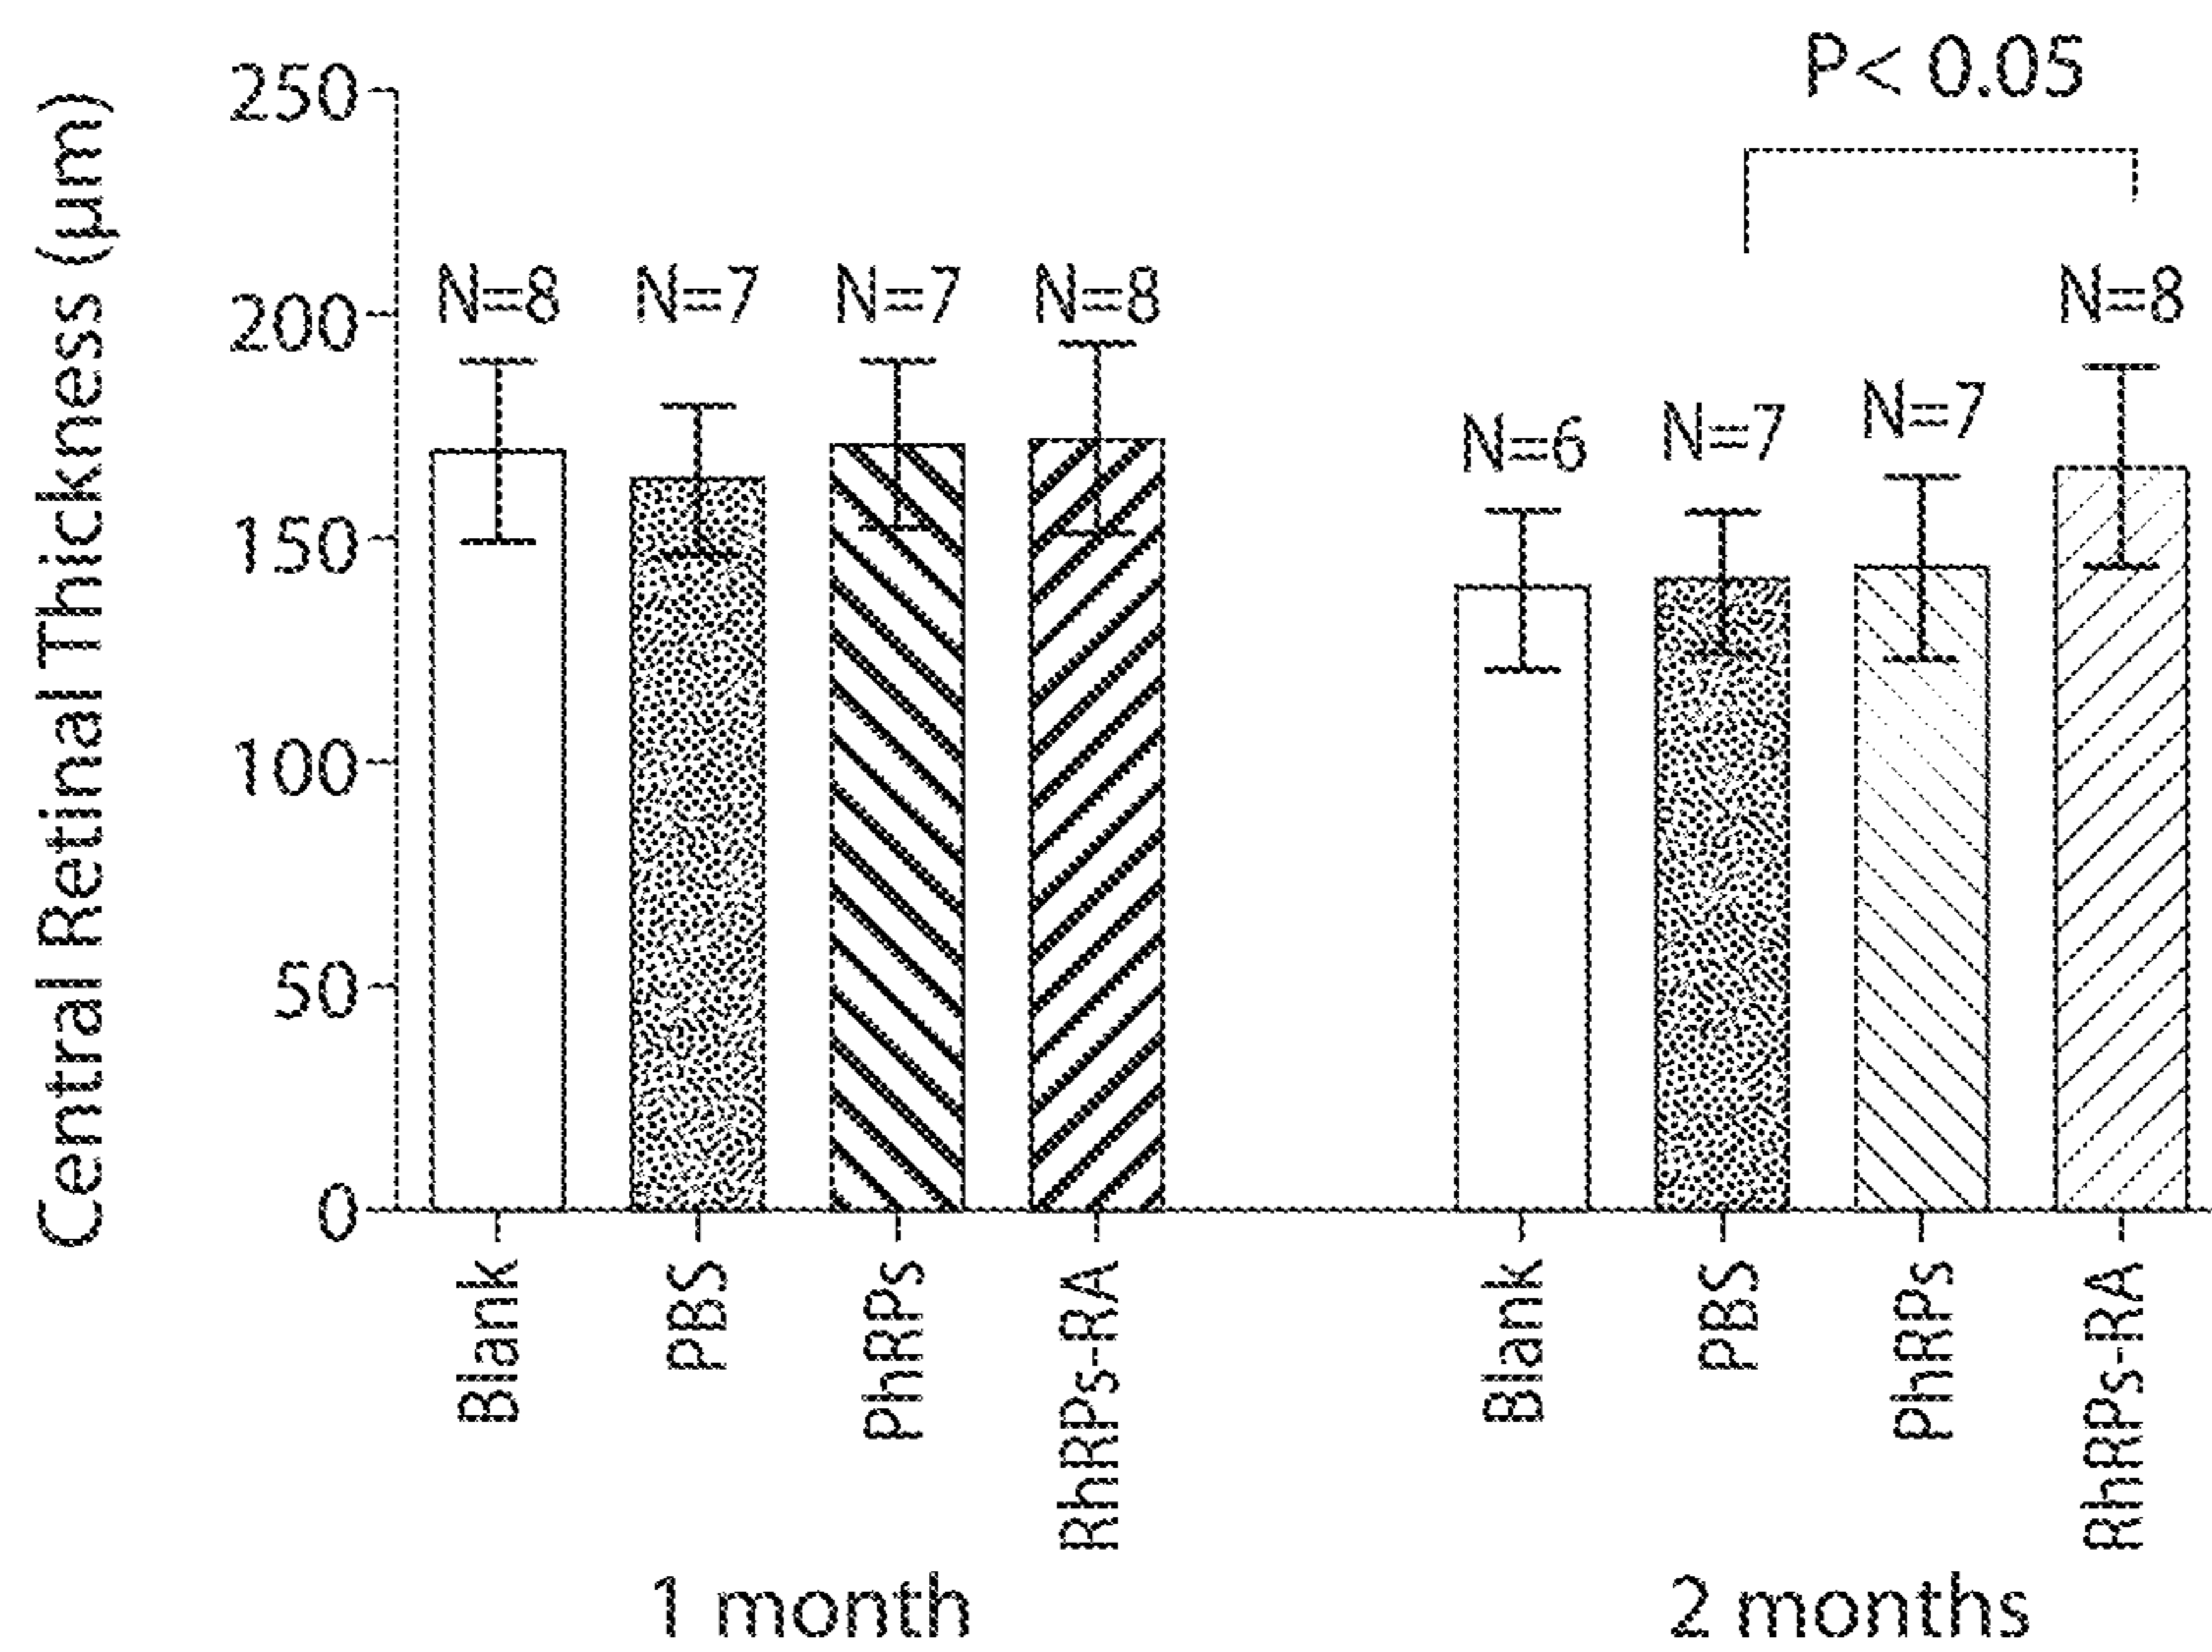 Central Retinal Thickness (µm)
250
200
150
100
50
0
P< 0.05
N=8
N=7
N=7
N=8
N=6
N=7
N=7
N=8
Blank
PBS
PhRPs
RhRPs-RA
Blank
PBS
PhRPs
RhRPs-RA
1 month
2 months